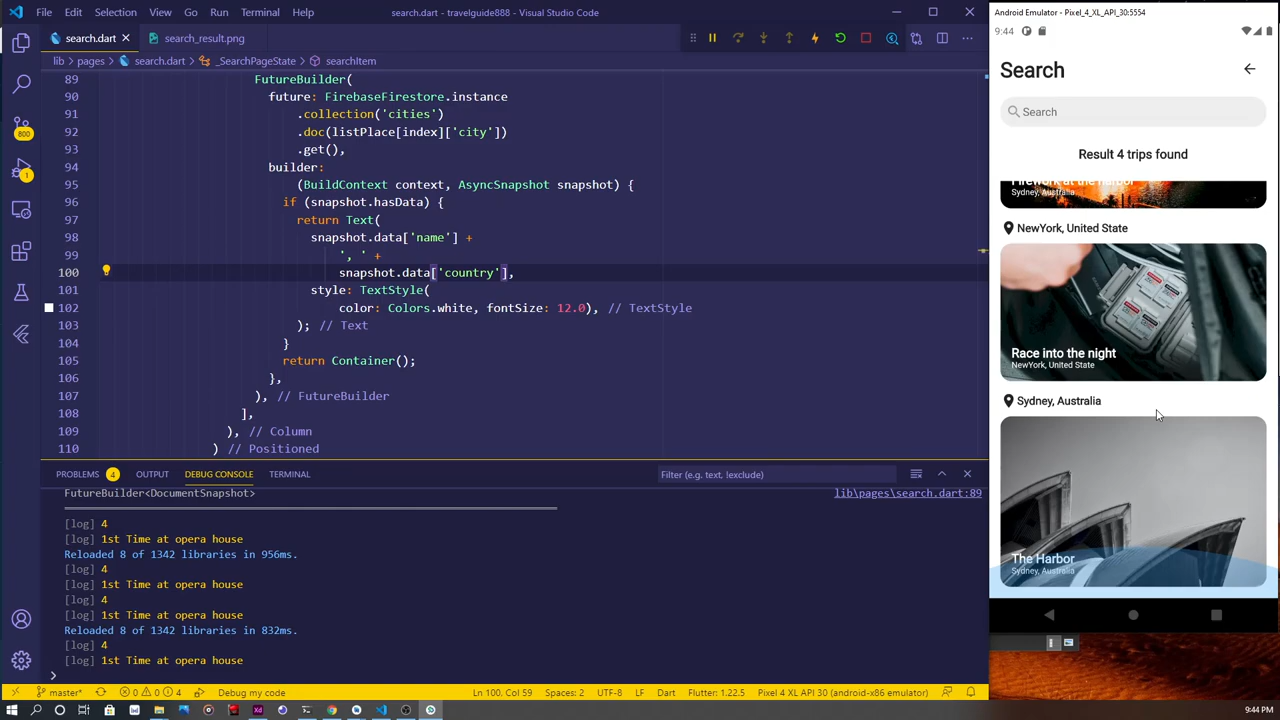 File Edit Selection View Go Run Terminal Help search.dart - travelguide888 - Visual Studio Code
search.dart search_result.png
lib > pages > search.dart > _SearchPageState > searchItem
89 FutureBuilder(
90 future: FirebaseFirestore.instance
91 .collection('cities')
92 .doc(listPlace[index]['city'])
93 .get(),
94 builder:
95 (BuildContext context, AsyncSnapshot snapshot) {
96 if (snapshot.hasData) {
97 return Text(
98 snapshot.data['name'] +
99 ', ' +
100 snapshot.data['country'],
101 style: TextStyle(
102 color: Colors.white, fontSize: 12.0), // TextStyle
103 ); // Text
104 }
105 return Container();
106 },
107 ), // FutureBuilder
108 ],
109 ), // Column
110 ) // Positioned
PROBLEMS 4 OUTPUT DEBUG CONSOLE TERMINAL Filter (e.g. text, !exclude)
FutureBuilder<DocumentSnapshot> lib\pages\search.dart:89
[log] 4
[log] 1st Time at opera house
Reloaded 8 of 1342 libraries in 956ms.
[log] 4
[log] 1st Time at opera house
[log] 4
[log] 1st Time at opera house
Reloaded 8 of 1342 libraries in 832ms.
[log] 4
[log] 1st Time at opera house
800
1
master* 0 0 4 Debug my code Ln 100, Col 59 Spaces: 2 UTF-8 LF Dart Flutter: 1.22.5 Pixel 4 XL API 30 (android-x86 emulator)
Android Emulator - Pixel_4_XL_API_30:5554
9:44
Search
Search
Result 4 trips found
Firework at the harbor
Sydney, Australia
NewYork, United State
Race into the night
NewYork, United State
Sydney, Australia
The Harbor
Sydney, Australia
9:44 PM